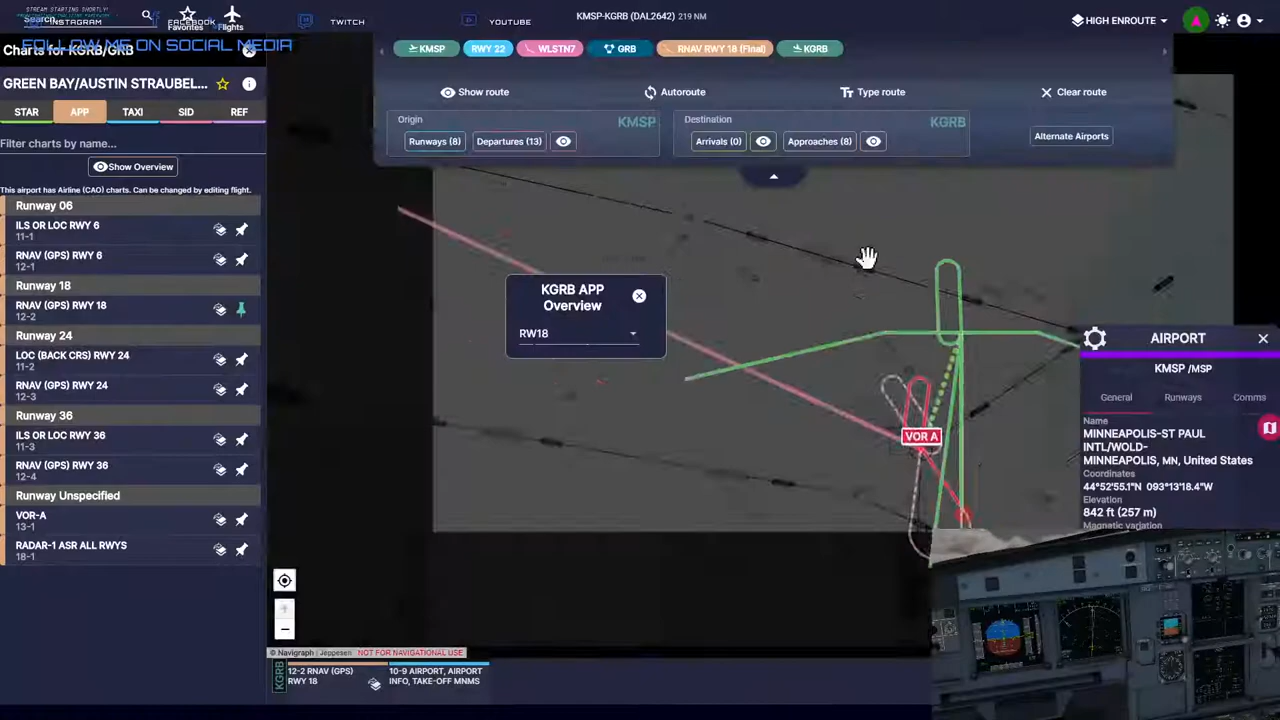 STREAM STARTING SHORTLY!
Search...
INSTAGRAM
FACEBOOK
Favorites
Flights
TWITCH
YOUTUBE
KMSP-KGRB (DAL2642) 219 NM
HIGH ENROUTE
Charts for KGRB/GRB
FOLLOW ME ON SOCIAL MEDIA
KMSP
RWY 22
WLSTN7
GRB
RNAV RWY 18 (Final)
KGRB
GREEN BAY/AUSTIN STRAUBEL...
Show route
Autoroute
Type route
Clear route
STAR
APP
TAXI
SID
REF
Origin
KMSP
Destination
KGRB
Filter charts by name...
Runways (8)
Departures (13)
Arrivals (0)
Approaches (8)
Alternate Airports
Show Overview
This airport has Airline (CAO) charts. Can be changed by editing flight.
Runway 06
ILS OR LOC RWY 6
11-1
RNAV (GPS) RWY 6
12-1
Runway 18
RNAV (GPS) RWY 18
12-2
Runway 24
LOC (BACK CRS) RWY 24
11-2
RNAV (GPS) RWY 24
12-3
Runway 36
ILS OR LOC RWY 36
11-3
RNAV (GPS) RWY 36
12-4
Runway Unspecified
VOR-A
13-1
RADAR-1 ASR ALL RWYS
18-1
KGRB APP
Overview
RW18
VOR A
AIRPORT
KMSP /MSP
General
Runways
Comms
Name
MINNEAPOLIS-ST PAUL
INTL/WOLD-
MINNEAPOLIS, MN, United States
Coordinates
44°52'55.1"N 093°13'18.4"W
Elevation
842 ft (257 m)
Magnetic variation
© Navigraph | Jeppesen NOT FOR NAVIGATIONAL USE
KGRB
12-2 RNAV (GPS)
RWY 18
10-9 AIRPORT, AIRPORT
INFO, TAKE-OFF MNMS